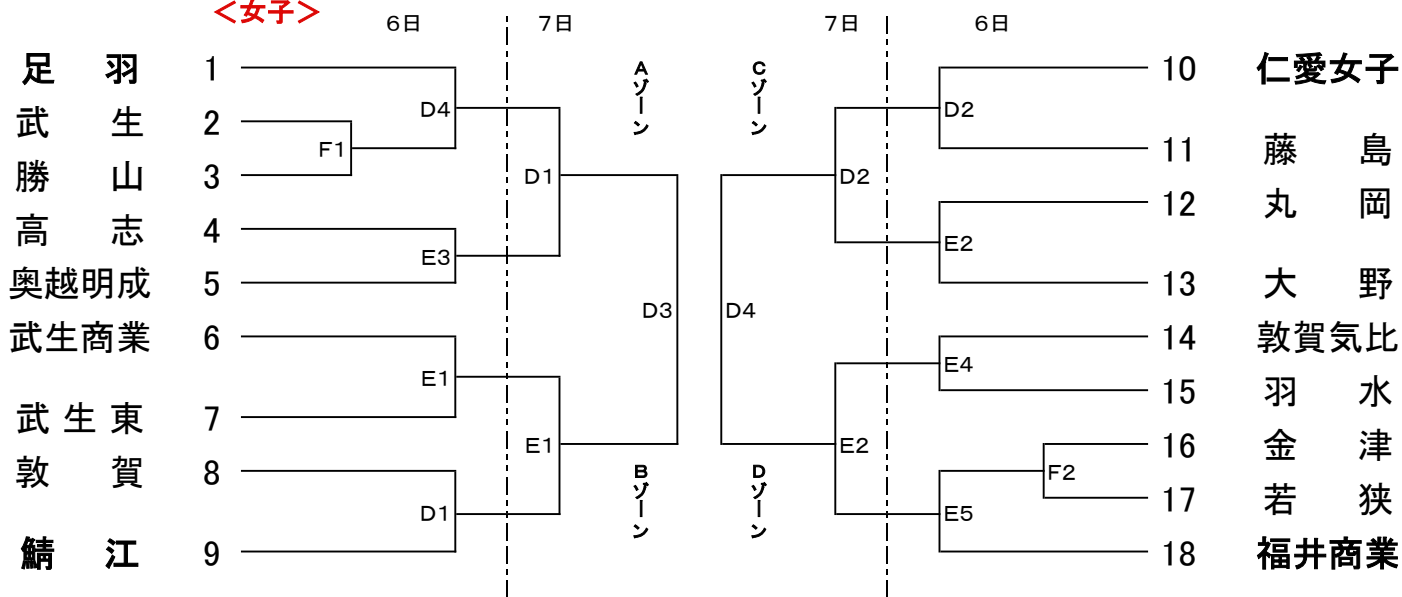 ＜女子＞
6日 7日 7日 6日
足羽 1
武生 2
勝山 3
高志 4
奥越明成 5
武生商業 6
武生東 7
敦賀 8
鯖江 9
F1
D4
E3
E1
D1
D1
E1
D3
Aゾーン
Bゾーン
Cゾーン
Dゾーン
D4
D2
E2
D2
E2
E4
F2
E5
10 仁愛女子
11 藤島
12 丸岡
13 大野
14 敦賀気比
15 羽水
16 金津
17 若狭
18 福井商業